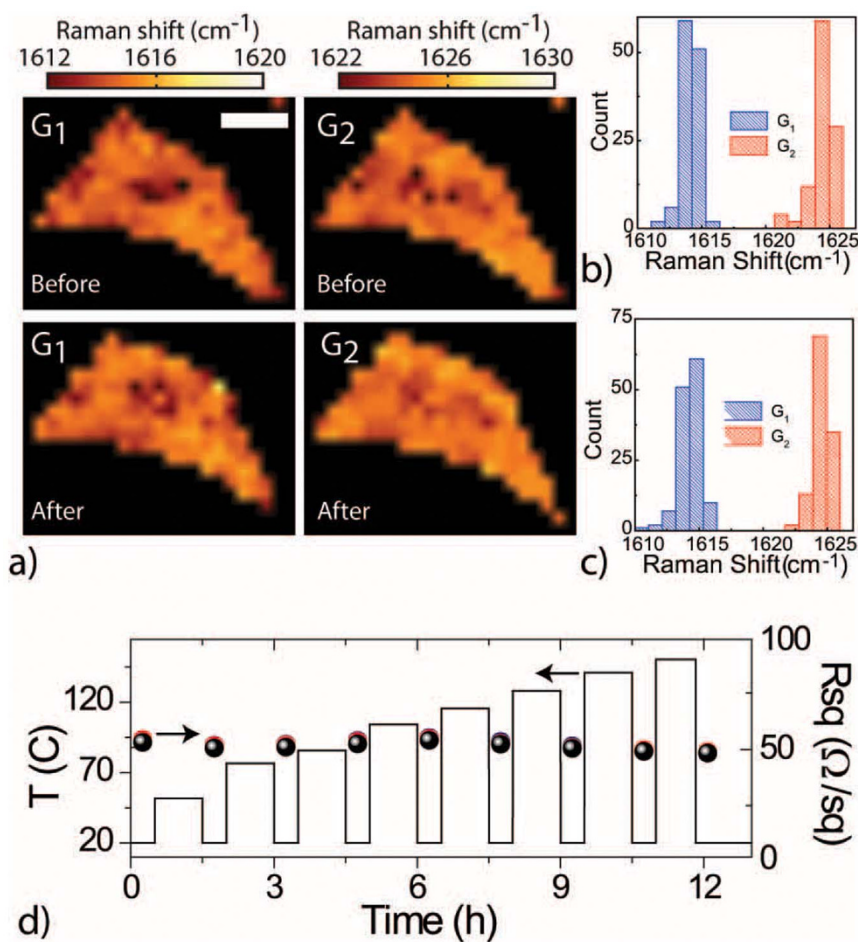 Raman shift (cm⁻¹)
Raman shift (cm⁻¹)
1612 1616 1620
1622 1626 1630
G₁
G₂
Before
Before
G₁
G₂
After
After
a)
50
25
0
Count
G₁
G₂
1610 1615 1620 1625
Raman Shift(cm⁻¹)
b)
75
50
25
0
Count
G₁
G₂
1610 1615 1620 1625
Raman Shift(cm⁻¹)
c)
120
70
20
T (C)
100
50
0
Rsq (Ω/sq)
0 3 6 9 12
Time (h)
d)